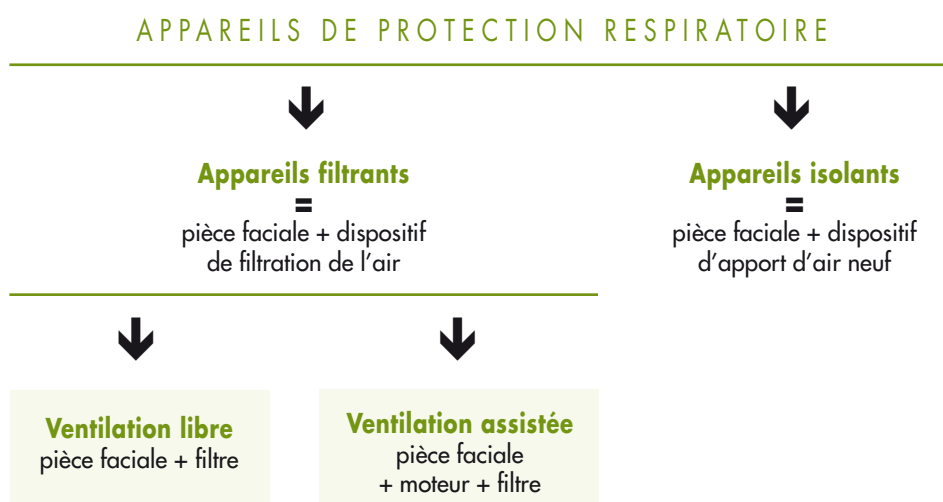 APPAREILS DE PROTECTION RESPIRATOIRE
Appareils filtrants
=
pièce faciale + dispositif
de filtration de l'air
Appareils isolants
=
pièce faciale + dispositif
d'apport d'air neuf
Ventilation libre
pièce faciale + filtre
Ventilation assistée
pièce faciale
+ moteur + filtre